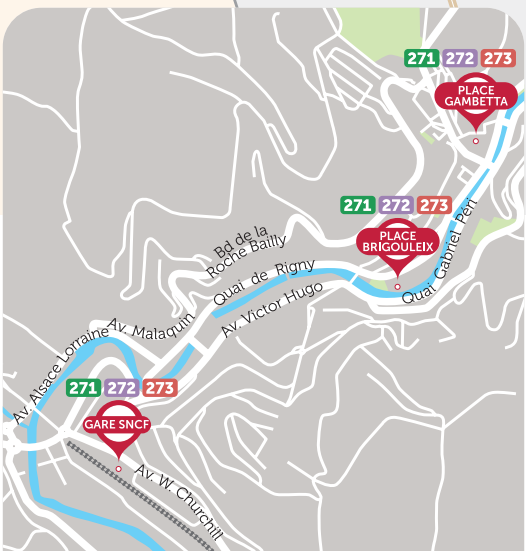 271 272 273
PLACE
GAMBETTA
271 272 273
PLACE
BRIGOULEIX
Quai Gabriel Péri
Bd de la
Roche Bailly
Quai de Rigny
Av. Victor Hugo
Av. Malaquin
Av. Alsace Lorraine
271 272 273
GARE SNCF
Av. W. Churchill